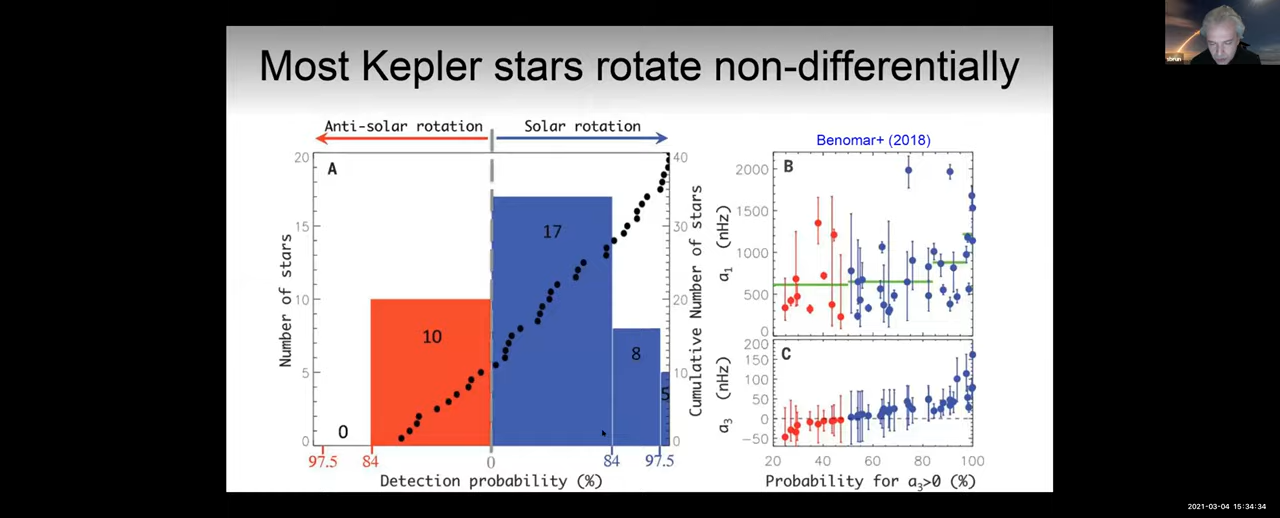 Most Kepler stars rotate non-differentially
Anti-solar rotation
Solar rotation
A
20
15
10
5
0
Number of stars
40
30
20
10
0
Cumulative Number of stars
0
10
17
8
5
97.5
84
0
84
97.5
Detection probability (%)
Benomar+ (2018)
B
2000
1500
1000
500
0
a1 (nHz)
C
200
150
100
50
0
-50
a3 (nHz)
20
40
60
80
100
Probability for a3>0 (%)
sbrun
2021-03-04 15:34:34